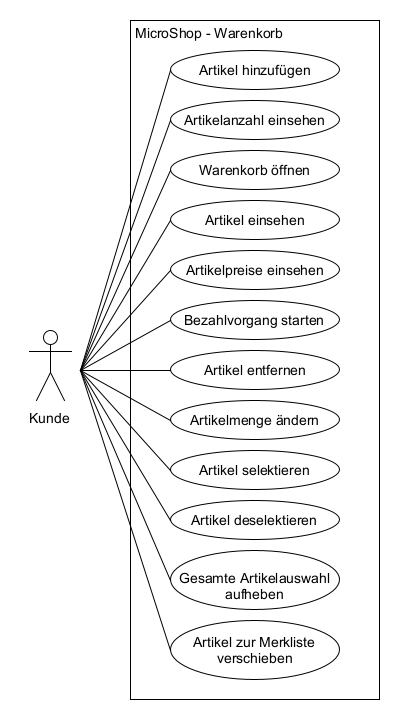 MicroShop - Warenkorb
Artikel hinzufügen
Artikelanzahl einsehen
Warenkorb öffnen
Artikel einsehen
Artikelpreise einsehen
Bezahlvorgang starten
Artikel entfernen
Kunde
Artikelmenge ändern
Artikel selektieren
Artikel deselektieren
Gesamte Artikelauswahl
aufheben
Artikel zur Merkliste
verschieben